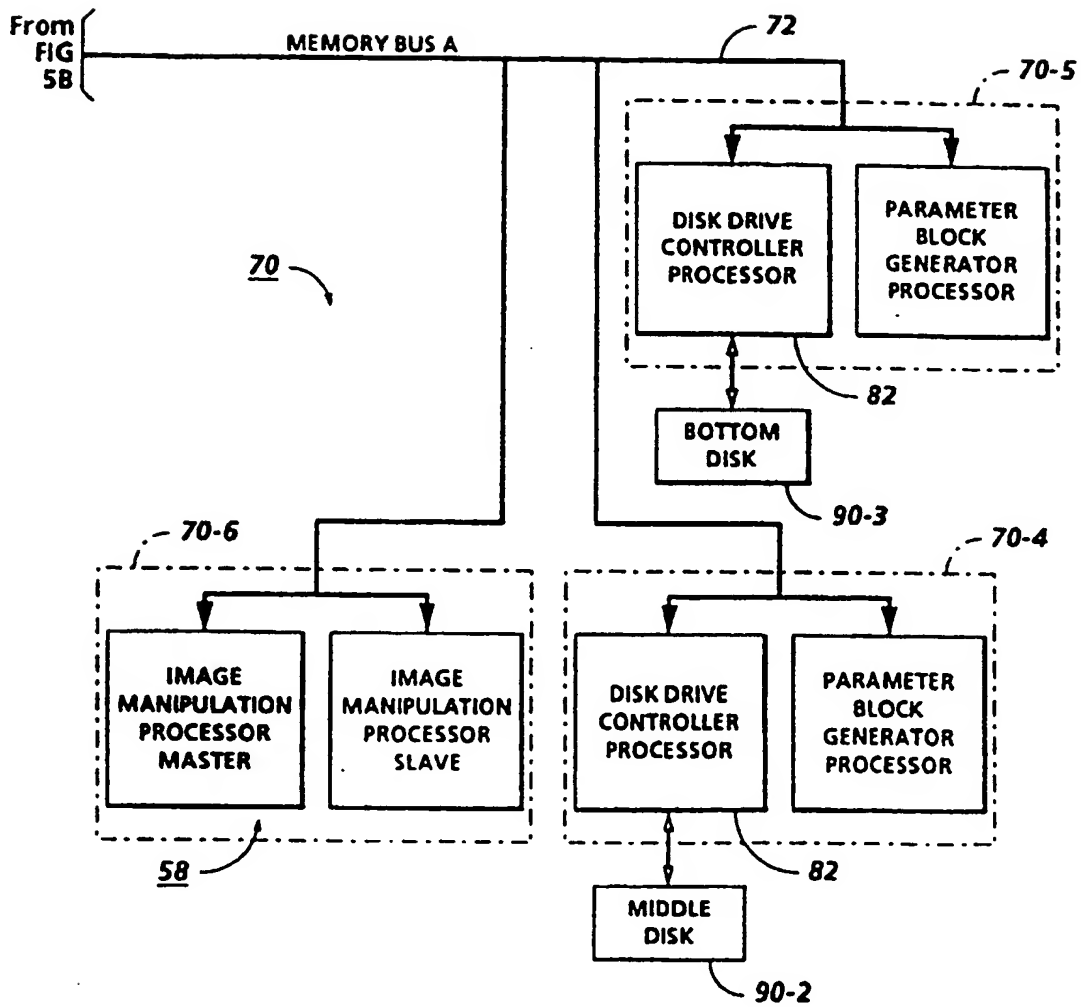 From
FIG
5B
MEMORY BUS A
72
70-5
DISK DRIVE
CONTROLLER
PROCESSOR
PARAMETER
BLOCK
GENERATOR
PROCESSOR
70
82
BOTTOM
DISK
90-3
70-6
70-4
IMAGE
MANIPULATION
PROCESSOR
MASTER
IMAGE
MANIPULATION
PROCESSOR
SLAVE
DISK DRIVE
CONTROLLER
PROCESSOR
PARAMETER
BLOCK
GENERATOR
PROCESSOR
58
82
MIDDLE
DISK
90-2